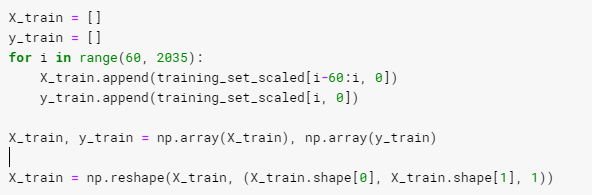 X_train = []
y_train = []
for i in range(60, 2035):
    X_train.append(training_set_scaled[i-60:i, 0])
    y_train.append(training_set_scaled[i, 0])
X_train, y_train = np.array(X_train), np.array(y_train)
X_train = np.reshape(X_train, (X_train.shape[0], X_train.shape[1], 1))